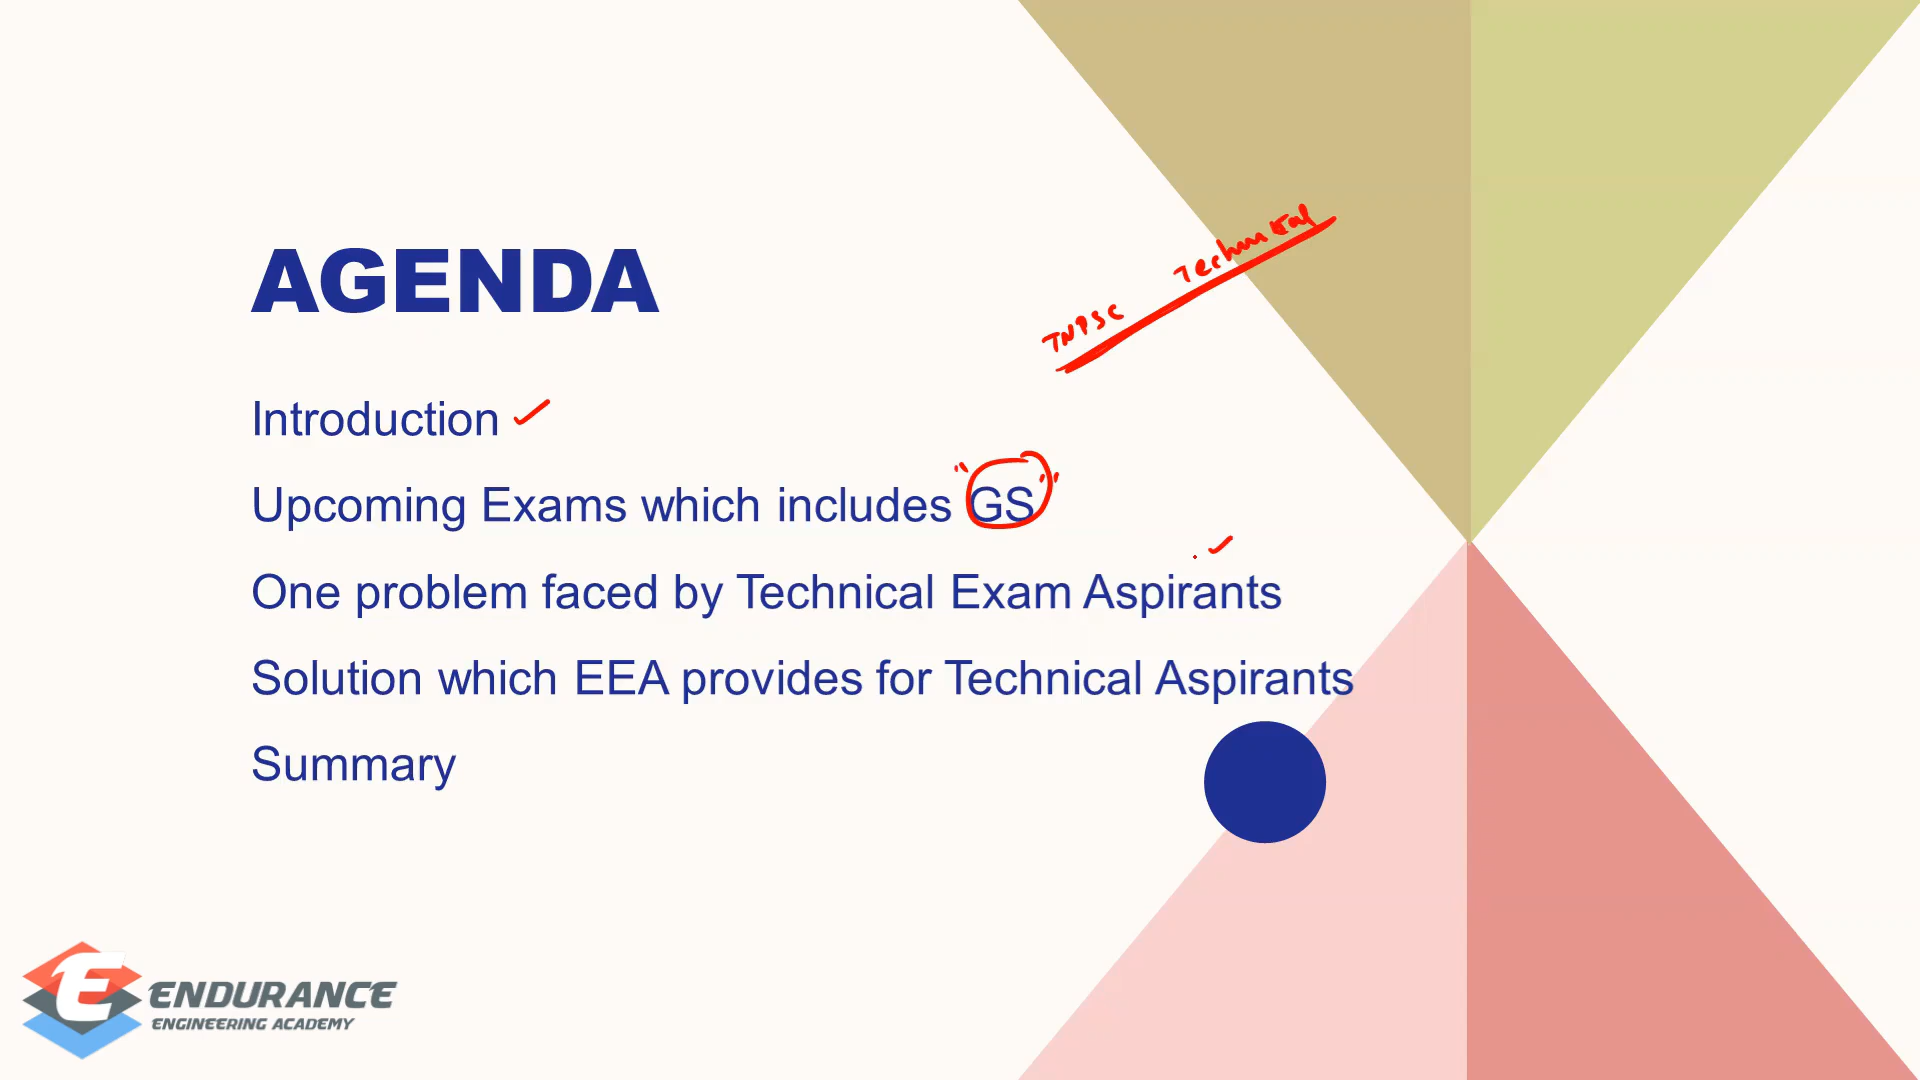 AGENDA
TNPSC Technical
Introduction
Upcoming Exams which includes "GS"
One problem faced by Technical Exam Aspirants
Solution which EEA provides for Technical Aspirants
Summary
E ENDURANCE
ENGINEERING ACADEMY